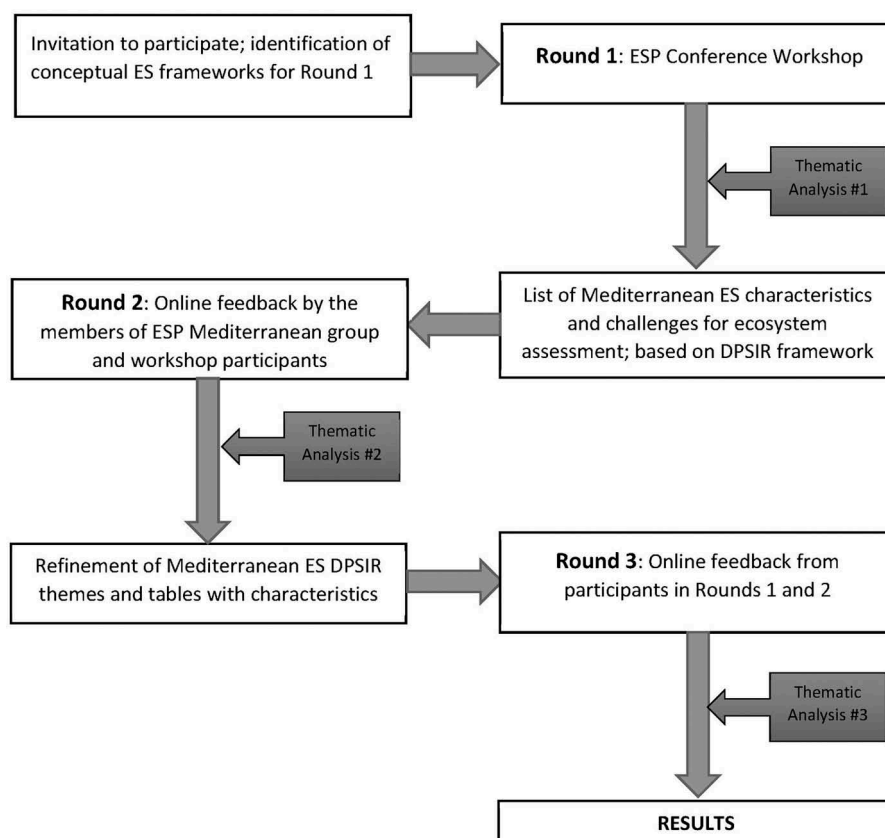 Invitation to participate; identification of
conceptual ES frameworks for Round 1
Round 1: ESP Conference Workshop
Thematic
Analysis #1
List of Mediterranean ES characteristics
and challenges for ecosystem
assessment; based on DPSIR framework
Round 2: Online feedback by the
members of ESP Mediterranean group
and workshop participants
Thematic
Analysis #2
Refinement of Mediterranean ES DPSIR
themes and tables with characteristics
Round 3: Online feedback from
participants in Rounds 1 and 2
Thematic
Analysis #3
RESULTS